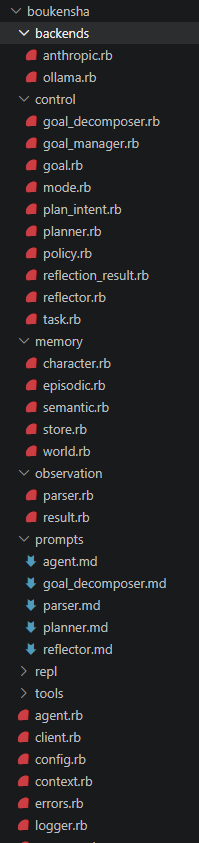 boukensha
backends
anthropic.rb
ollama.rb
control
goal_decomposer.rb
goal_manager.rb
goal.rb
mode.rb
plan_intent.rb
planner.rb
policy.rb
reflection_result.rb
reflector.rb
task.rb
memory
character.rb
episodic.rb
semantic.rb
store.rb
world.rb
observation
parser.rb
result.rb
prompts
agent.md
goal_decomposer.md
parser.md
planner.md
reflector.md
repl
tools
agent.rb
client.rb
config.rb
context.rb
errors.rb
logger.rb